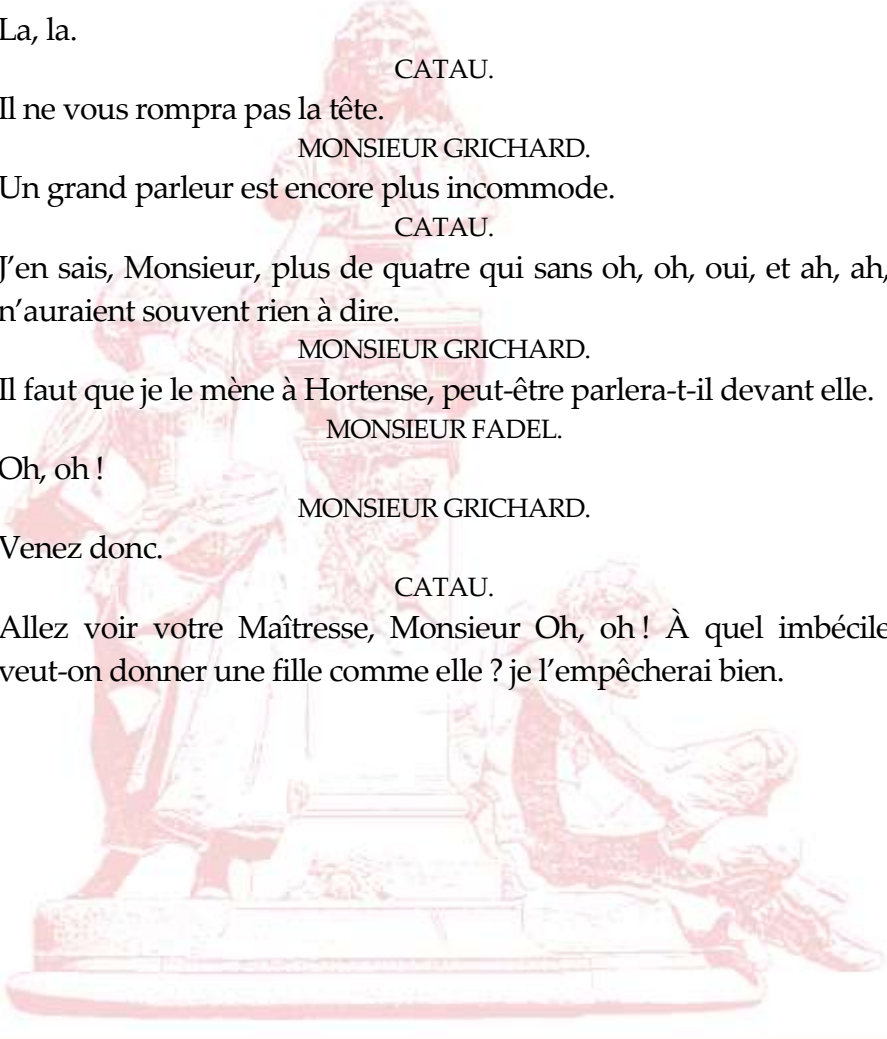 La, la.
CATAU.
Il ne vous rompra pas la tête.
MONSIEUR GRICHARD.
Un grand parleur est encore plus incommode.
CATAU.
J’en sais, Monsieur, plus de quatre qui sans oh, oh, oui, et ah, ah,
n’auraient souvent rien à dire.
MONSIEUR GRICHARD.
Il faut que je le mène à Hortense, peut-être parlera-t-il devant elle.
MONSIEUR FADEL.
Oh, oh !
MONSIEUR GRICHARD.
Venez donc.
CATAU.
Allez voir votre Maîtresse, Monsieur Oh, oh ! À quel imbécile
veut-on donner une fille comme elle ? je l’empêcherai bien.